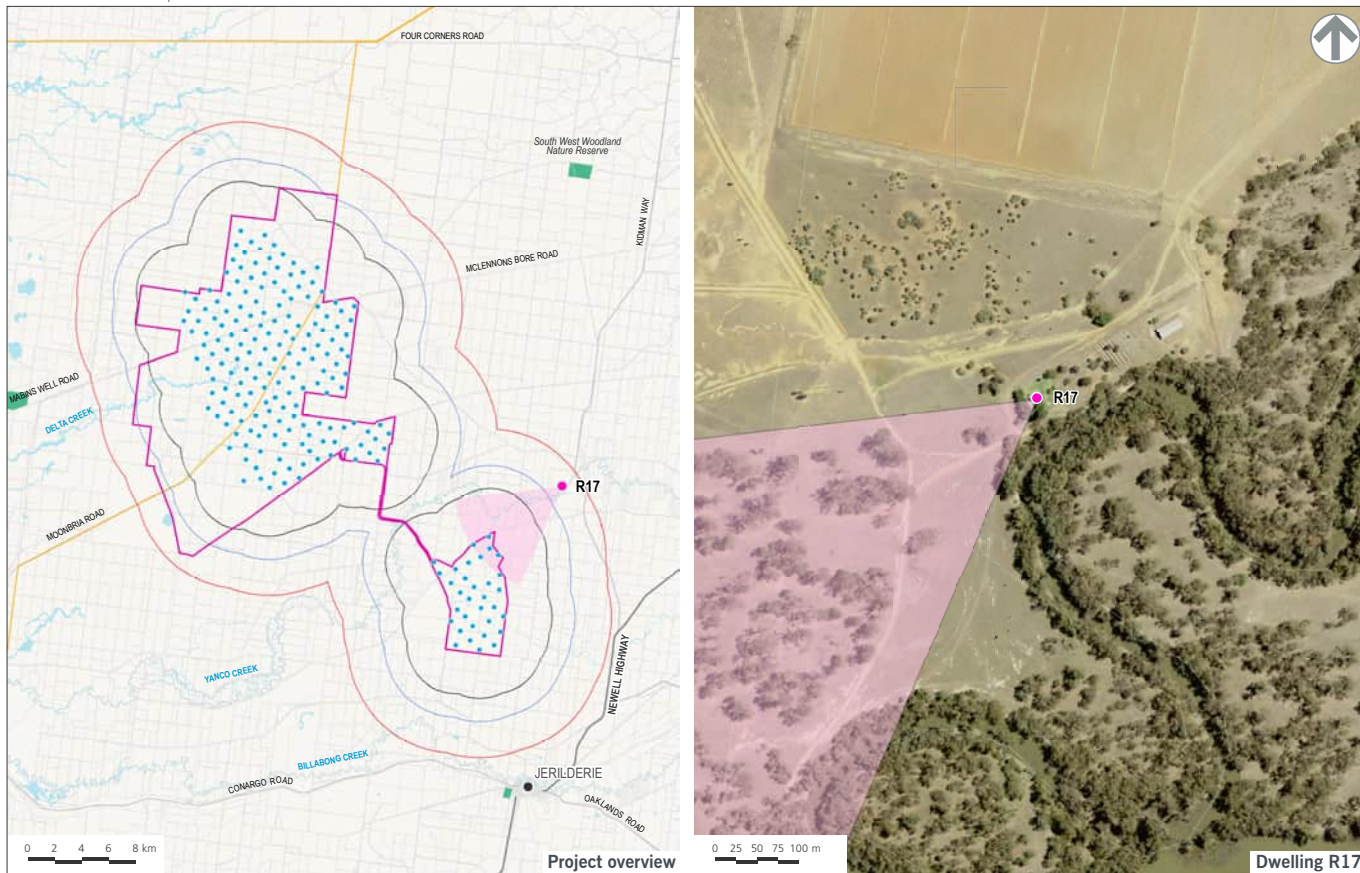 FOUR CORNERS ROAD
South West Woodland
Nature Reserve
KIDMAN WAY
MCLENNONS BORE ROAD
MABINS WELL ROAD
DELTA CREEK
R17
MOONBRIA ROAD
YANCO CREEK
NEWELL HIGHWAY
BILLABONG CREEK
CONARGO ROAD
JERILDERIE
OAKLANDS ROAD
0 2 4 6 8 km
Project overview
R17
0 25 50 75 100 m
Dwelling R17